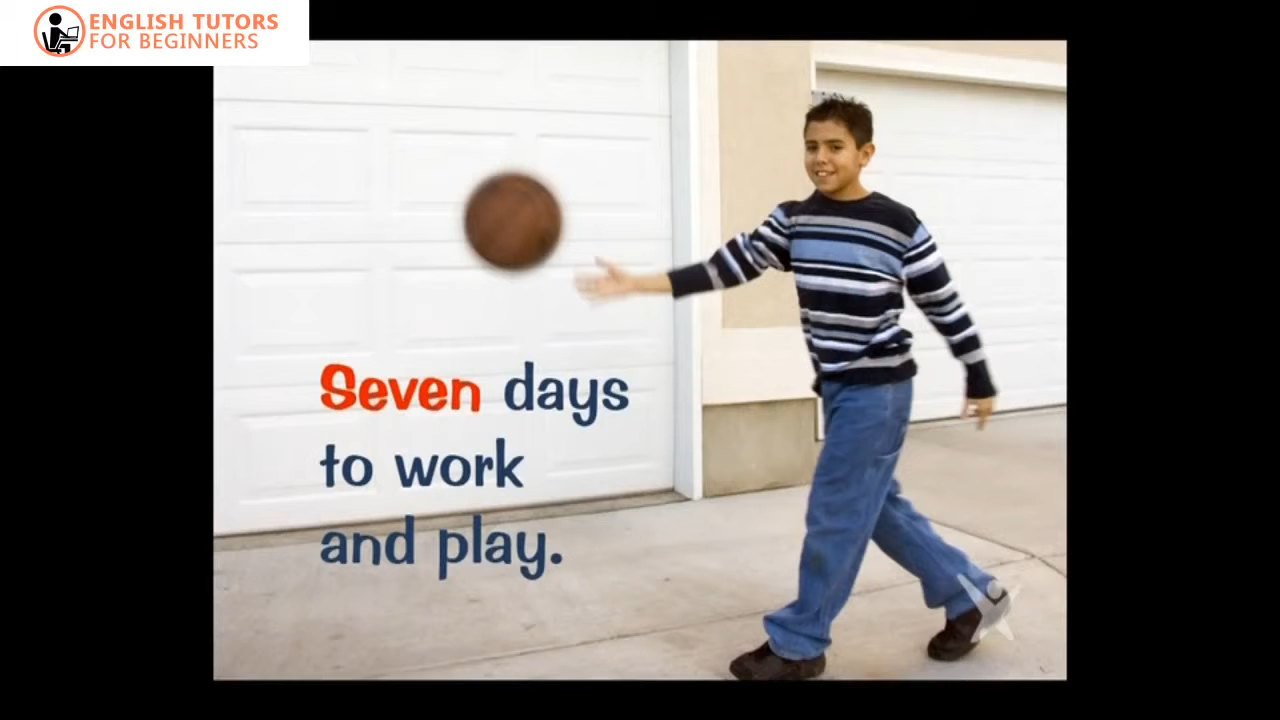 ENGLISH TUTORS
FOR BEGINNERS
Seven days
to work
and play.